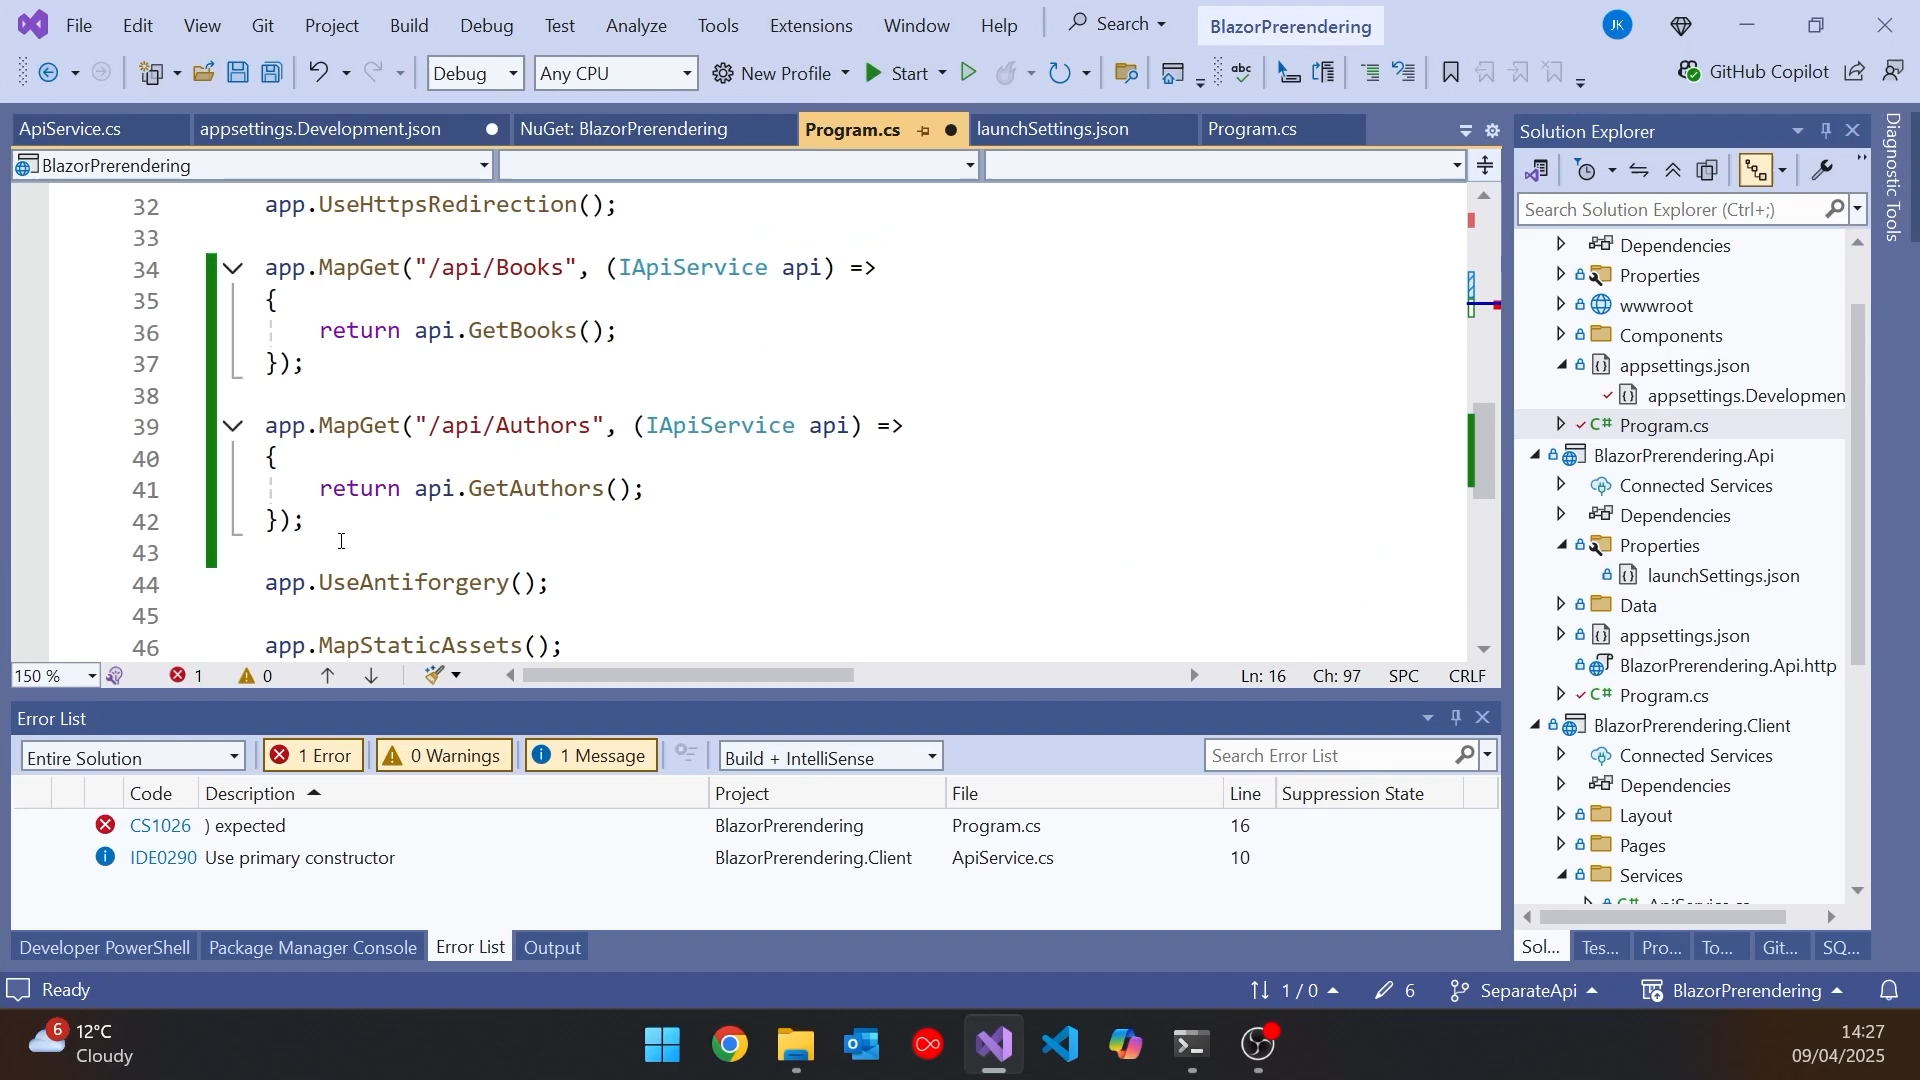 File Edit View Git Project Build Debug Test Analyze Tools Extensions Window Help Search BlazorPrerendering JK
Debug Any CPU New Profile Start abc GitHub Copilot
ApiService.cs appsettings.Development.json NuGet: BlazorPrerendering Program.cs launchSettings.json Program.cs
BlazorPrerendering
32 app.UseHttpsRedirection();
33
34 app.MapGet("/api/Books", (IApiService api) =>
35 {
36 return api.GetBooks();
37 });
38
39 app.MapGet("/api/Authors", (IApiService api) =>
40 {
41 return api.GetAuthors();
42 });
43
44 app.UseAntiforgery();
45
46 app.MapStaticAssets();
150 % 1 0 Ln: 16 Ch: 97 SPC CRLF
Error List
Entire Solution 1 Error 0 Warnings 1 Message Build + IntelliSense Search Error List
Code Description Project File Line Suppression State
CS1026 ) expected BlazorPrerendering Program.cs 16
IDE0290 Use primary constructor BlazorPrerendering.Client ApiService.cs 10
Developer PowerShell Package Manager Console Error List Output
Solution Explorer
Search Solution Explorer (Ctrl+;)
Dependencies
Properties
wwwroot
Components
appsettings.json
appsettings.Developmen
C# Program.cs
BlazorPrerendering.Api
Connected Services
Dependencies
Properties
launchSettings.json
Data
appsettings.json
BlazorPrerendering.Api.http
C# Program.cs
BlazorPrerendering.Client
Connected Services
Dependencies
Layout
Pages
Services
C# ApiService.cs
Sol... Tes... Pro... To... Git... SQ...
Diagnostic Tools
Ready 1 / 0 6 SeparateApi BlazorPrerendering
6 12°C
Cloudy
14:27
09/04/2025